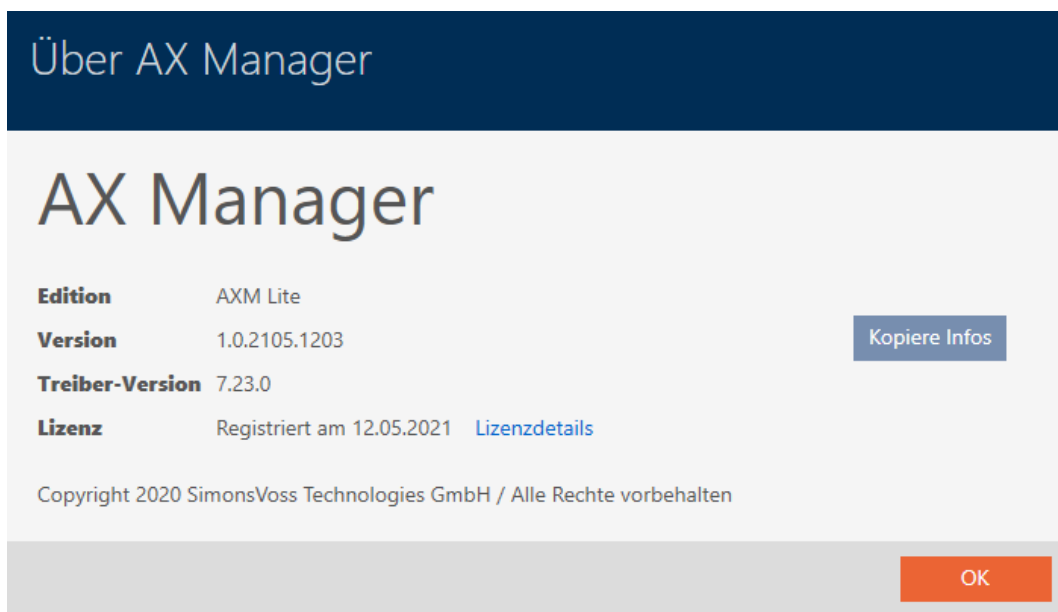 Über AX Manager
AX Manager
Edition AXM Lite
Version 1.0.2105.1203
Kopiere Infos
Treiber-Version 7.23.0
Lizenz Registriert am 12.05.2021 Lizenzdetails
Copyright 2020 SimonsVoss Technologies GmbH / Alle Rechte vorbehalten
OK